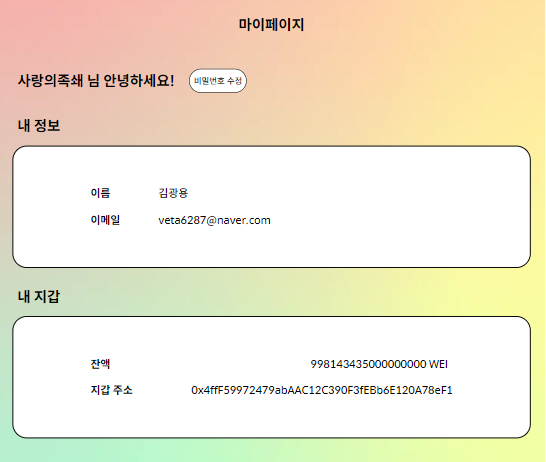 마이페이지
사랑의족쇄 님 안녕하세요! 비밀번호 수정
내 정보
이름 김광용
이메일 veta6287@naver.com
내 지갑
잔액 998143435000000000 WEI
지갑 주소 0x4ffF59972479abAAC12C390F3fEBb6E120A78eF1